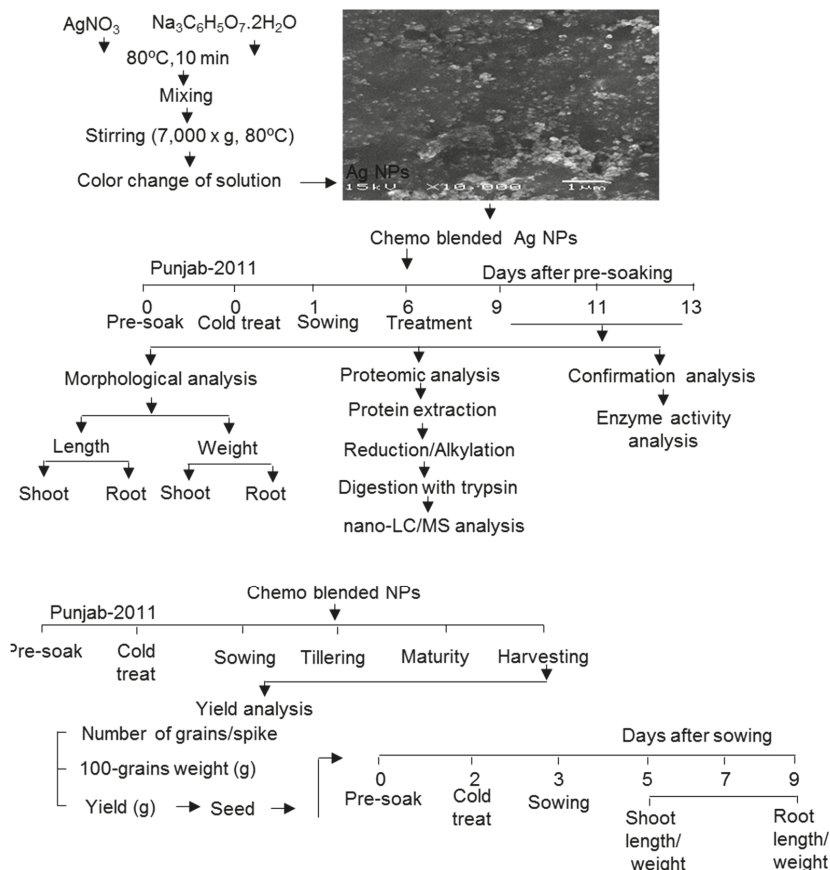 AgNO3 Na3C6H5O7.2H2O
80ºC,10 min
Mixing
Stirring (7,000 x g, 80ºC)
Color change of solution
Ag NPs
15kV X10,000 1µm
Chemo blended Ag NPs
Punjab-2011 Days after pre-soaking
0 0 1 6 9 11 13
Pre-soak Cold treat Sowing Treatment
Morphological analysis
Length Weight
Shoot Root Shoot Root
Proteomic analysis
Protein extraction
Reduction/Alkylation
Digestion with trypsin
nano-LC/MS analysis
Confirmation analysis
Enzyme activity
analysis
Chemo blended NPs
Punjab-2011
Pre-soak Cold
treat
Sowing Tillering Maturity Harvesting
Yield analysis
Number of grains/spike
100-grains weight (g)
Yield (g) Seed
Days after sowing
0 2 3 5 7 9
Pre-soak Cold
treat
Sowing
Shoot
length/
weight
Root
length/
weight